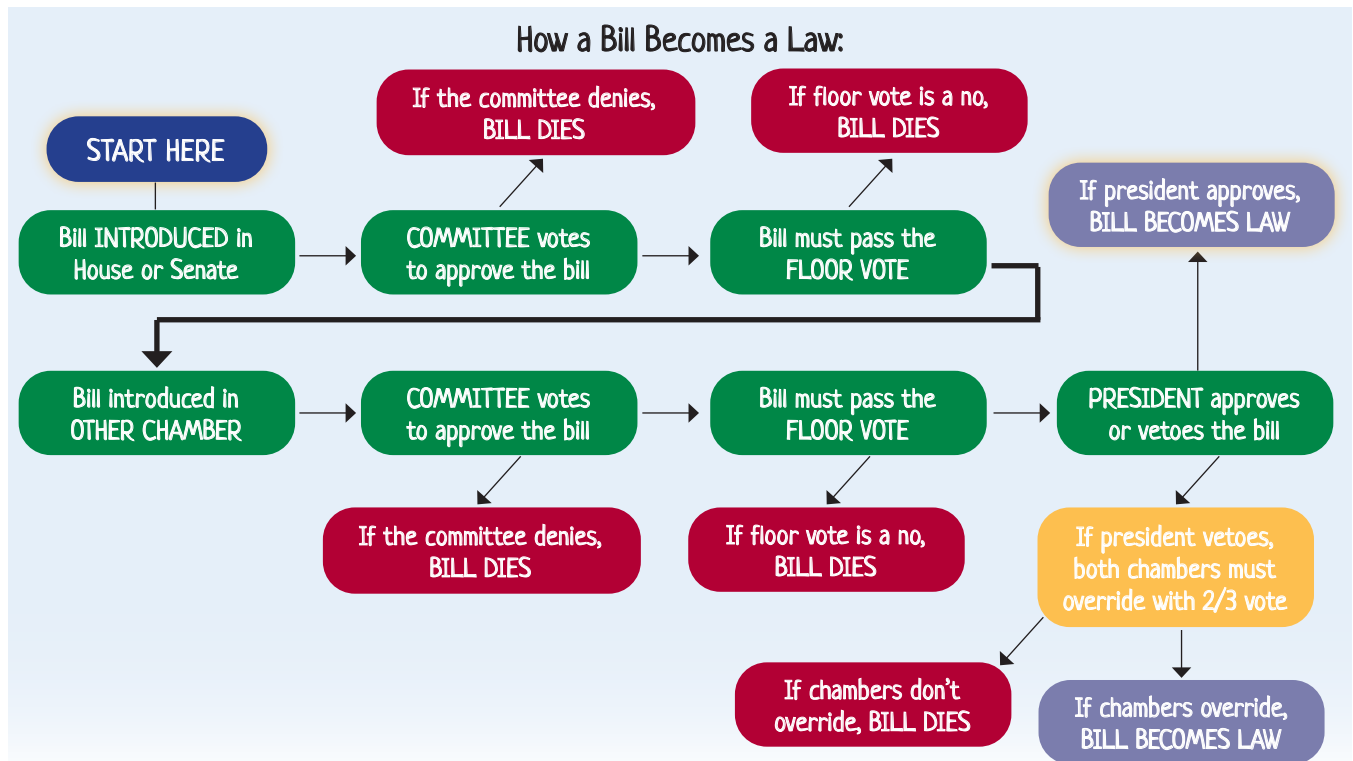 How a Bill Becomes a Law:
START HERE
If the committee denies,
BILL DIES
If floor vote is a no,
BILL DIES
Bill INTRODUCED in
House or Senate
COMMITTEE votes
to approve the bill
Bill must pass the
FLOOR VOTE
If president approves,
BILL BECOMES LAW
Bill introduced in
OTHER CHAMBER
COMMITTEE votes
to approve the bill
Bill must pass the
FLOOR VOTE
PRESIDENT approves
or vetoes the bill
If the committee denies,
BILL DIES
If floor vote is a no,
BILL DIES
If president vetoes,
both chambers must
override with 2/3 vote
If chambers don't
override, BILL DIES
If chambers override,
BILL BECOMES LAW